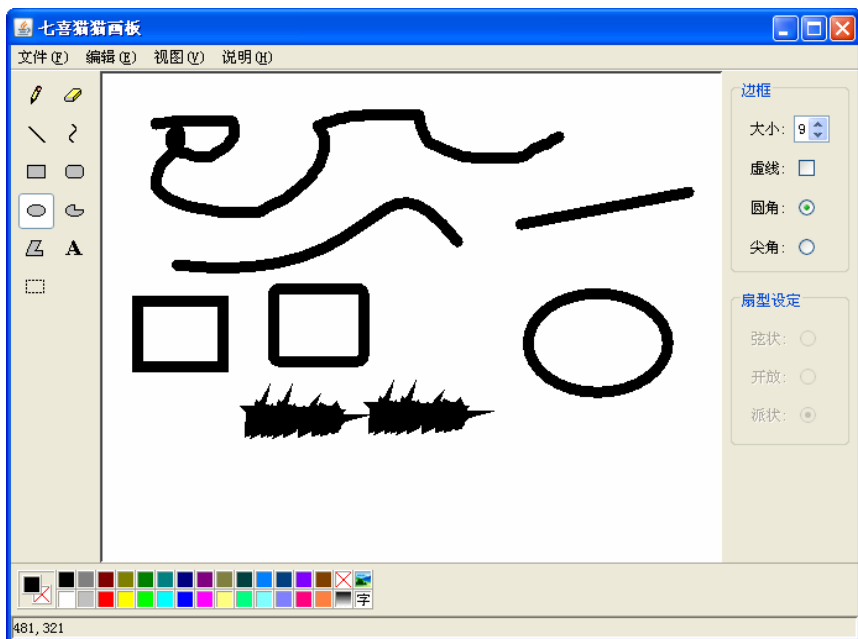 七喜猫猫画板
文件(F) 编辑(E) 视图(V) 说明(H)
边框
大小: 9
虚线:
圆角:
尖角:
A
扇型设定
弦状:
开放:
派状:
字
481, 321